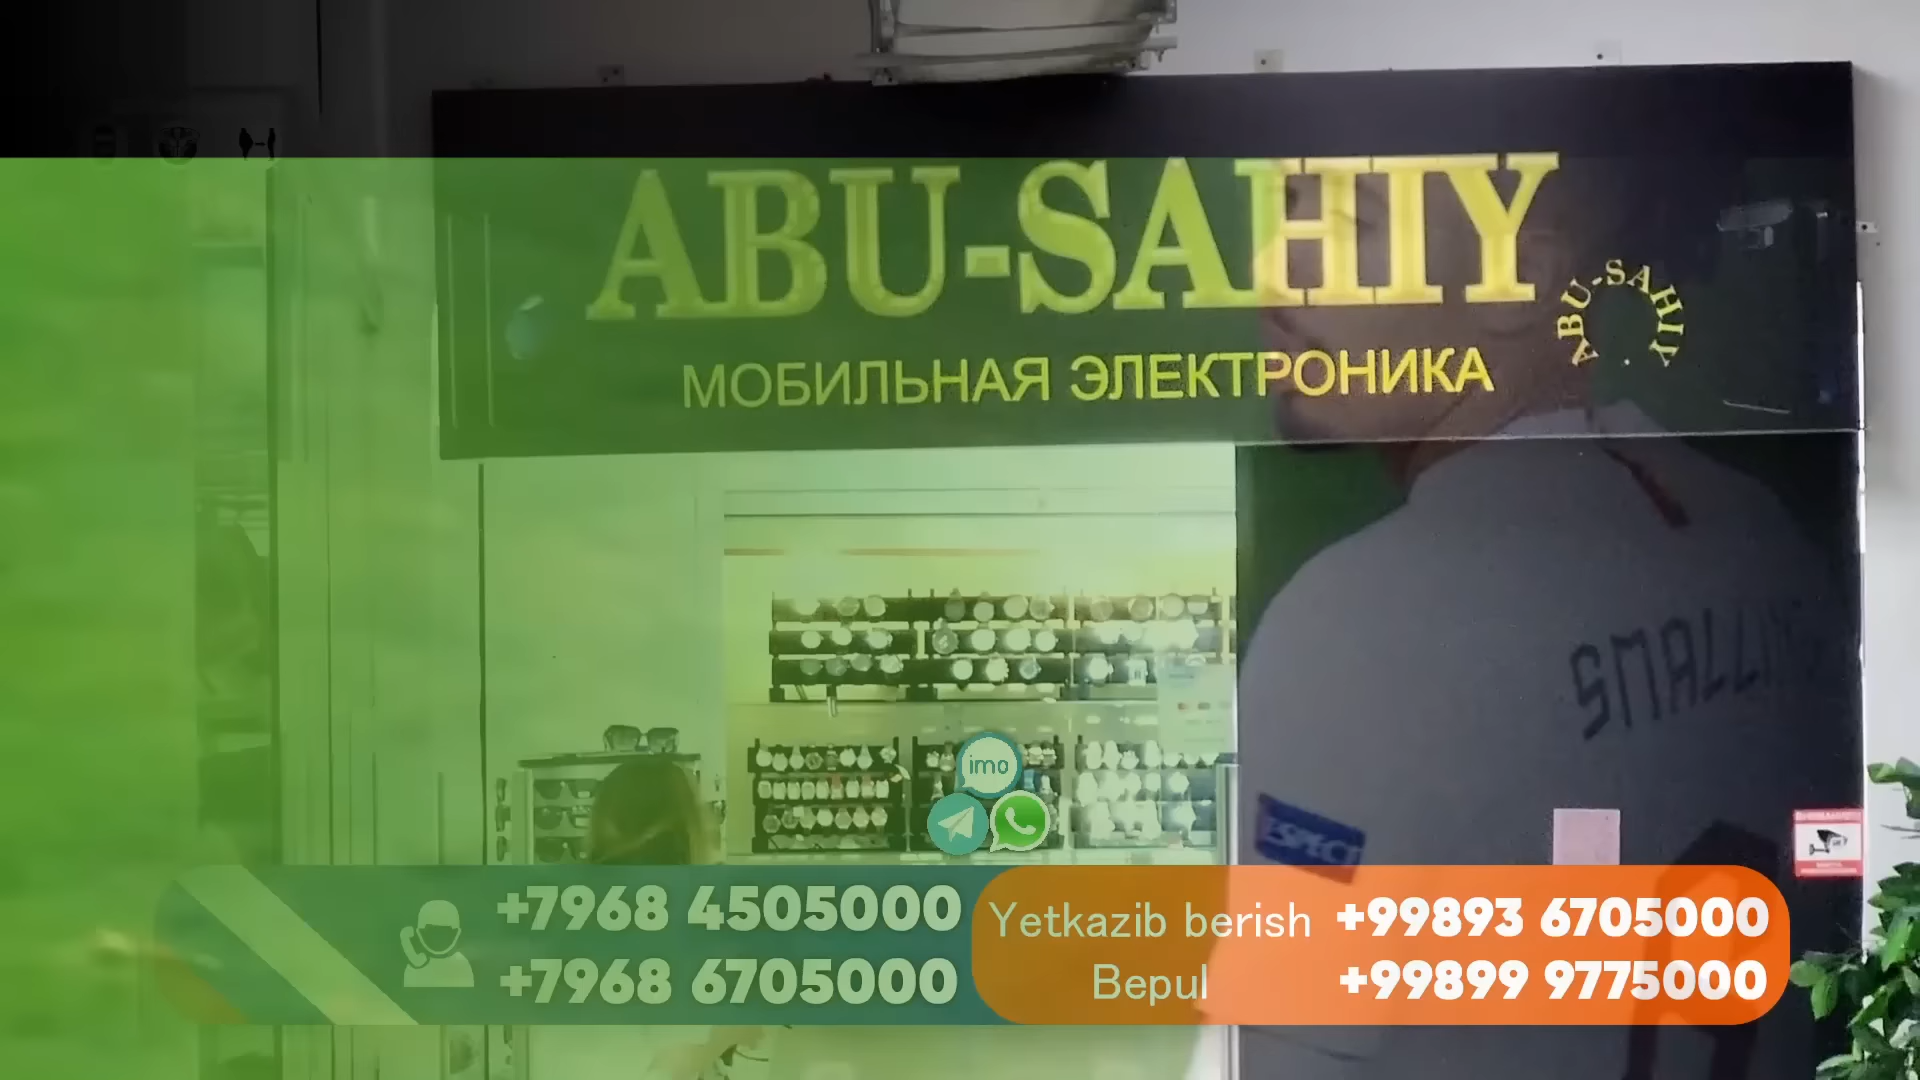 ABU-SAHIY
ABU-SAHIY
МОБИЛЬНАЯ ЭЛЕКТРОНИКА
imo
+7968 4505000
+7968 6705000
Yetkazib berish
Bepul
+99893 6705000
+99899 9775000